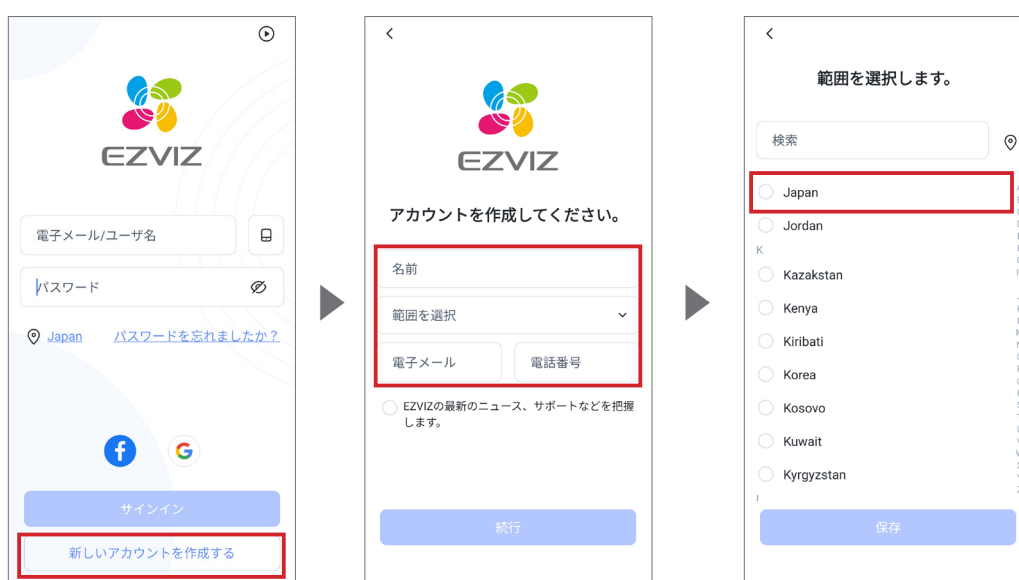 EZVIZ
電子メール/ユーザ名
パスワード
Japan
パスワードを忘れましたか？
サインイン
新しいアカウントを作成する
EZVIZ
アカウントを作成してください。
名前
範囲を選択
電子メール
電話番号
EZVIZの最新のニュース、サポートなどを把握
します。
続行
範囲を選択します。
検索
Japan
Jordan
K
Kazakstan
Kenya
Kiribati
Korea
Kosovo
Kuwait
Kyrgyzstan
保存